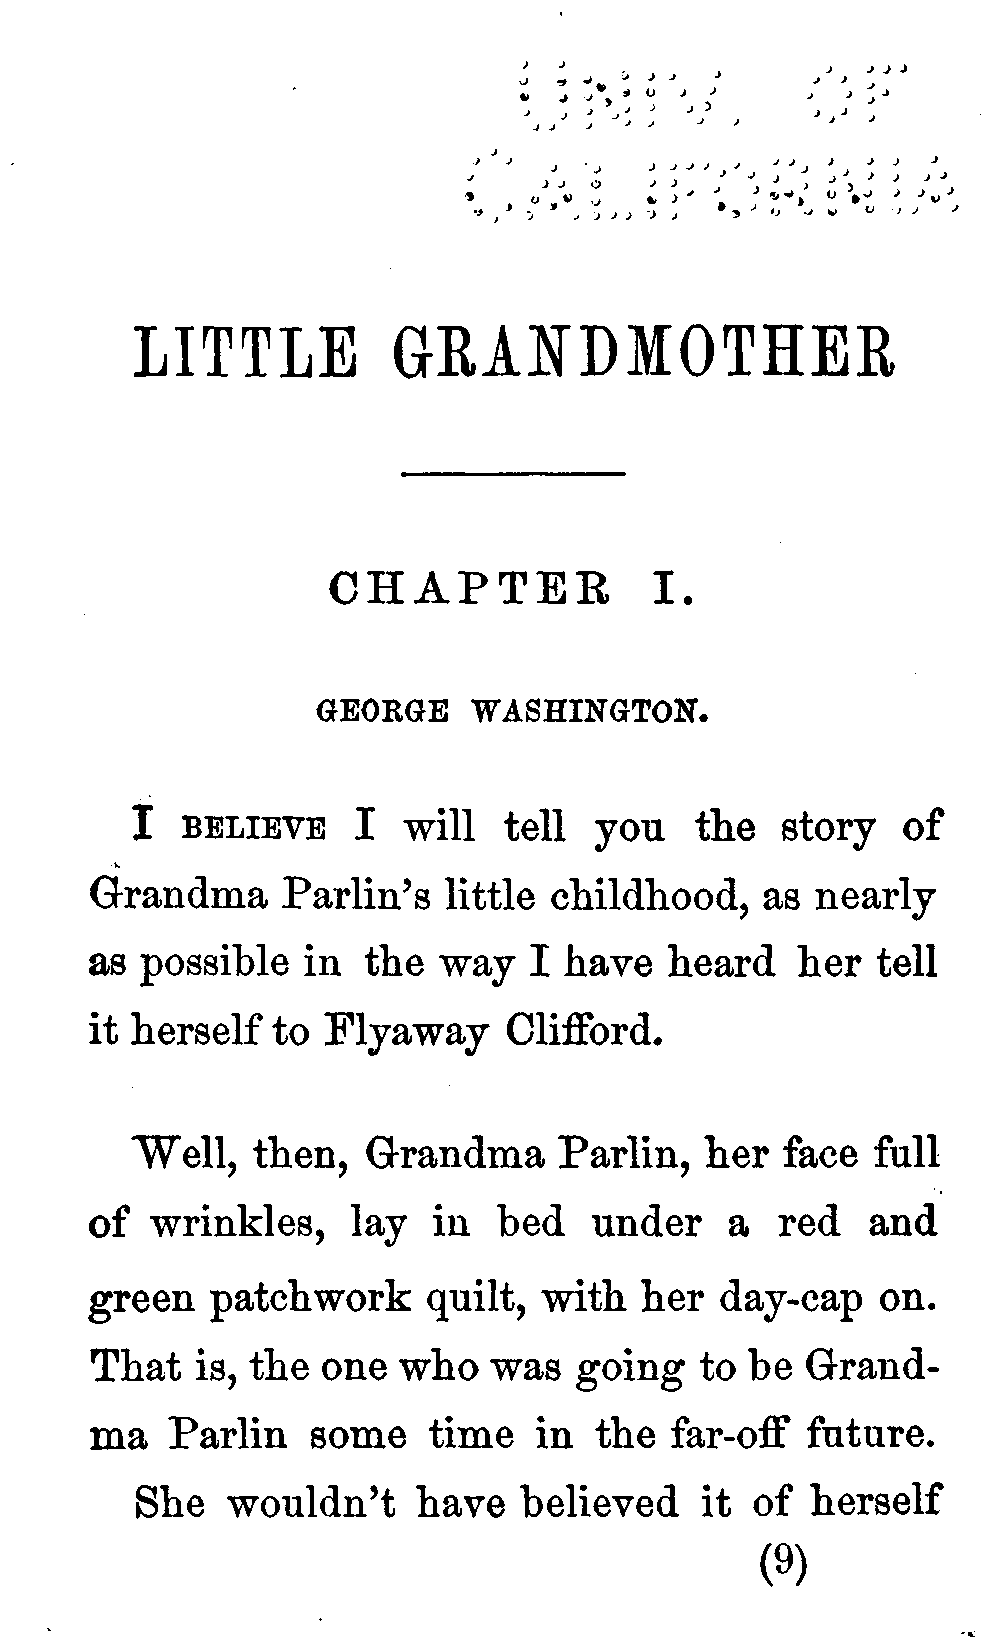 UNIV. OF
CALIFORNIA
LITTLE GRANDMOTHER
CHAPTER I.
GEORGE WASHINGTON.
I BELIEVE I will tell you the story of
Grandma Parlin's little childhood, as nearly
as possible in the way I have heard her tell
it herself to Flyaway Clifford.
Well, then, Grandma Parlin, her face full
of wrinkles, lay in bed under a red and
green patchwork quilt, with her day-cap on.
That is, the one who was going to be Grand-
ma Parlin some time in the far-off future.
She wouldn't have believed it of herself
(9)